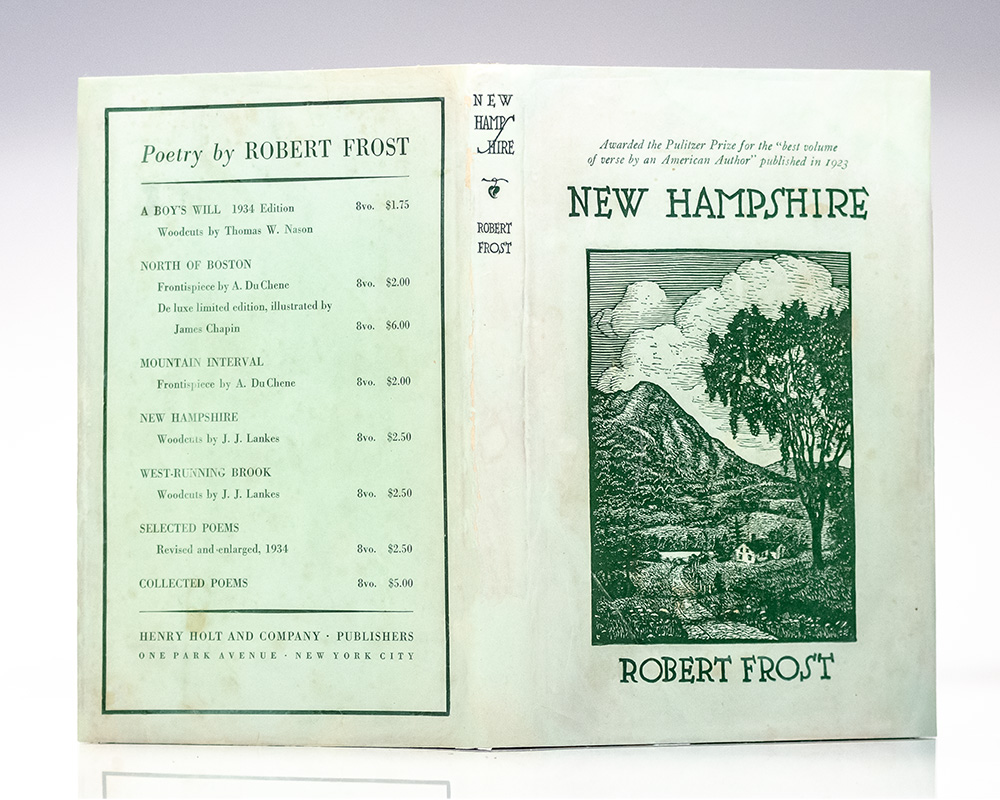 Poetry by ROBERT FROST
A BOY'S WILL 1934 Edition 8vo. $1.75
Woodcuts by Thomas W. Nason
NORTH OF BOSTON
Frontispiece by A. Du Chene 8vo. $2.00
De luxe limited edition, illustrated by
James Chapin 8vo. $6.00
MOUNTAIN INTERVAL
Frontispiece by A. Du Chene 8vo. $2.00
NEW HAMPSHIRE
Woodcuts by J. J. Lankes 8vo. $2.50
WEST-RUNNING BROOK
Woodcuts by J. J. Lankes 8vo. $2.50
SELECTED POEMS
Revised and enlarged, 1934 8vo. $2.50
COLLECTED POEMS 8vo. $5.00
HENRY HOLT AND COMPANY · PUBLISHERS
ONE PARK AVENUE · NEW YORK CITY
NEW
HAMPS
HIRE
ROBERT
FROST
Awarded the Pulitzer Prize for the "best volume
of verse by an American Author" published in 1923
NEW HAMPSHIRE
ROBERT FROST